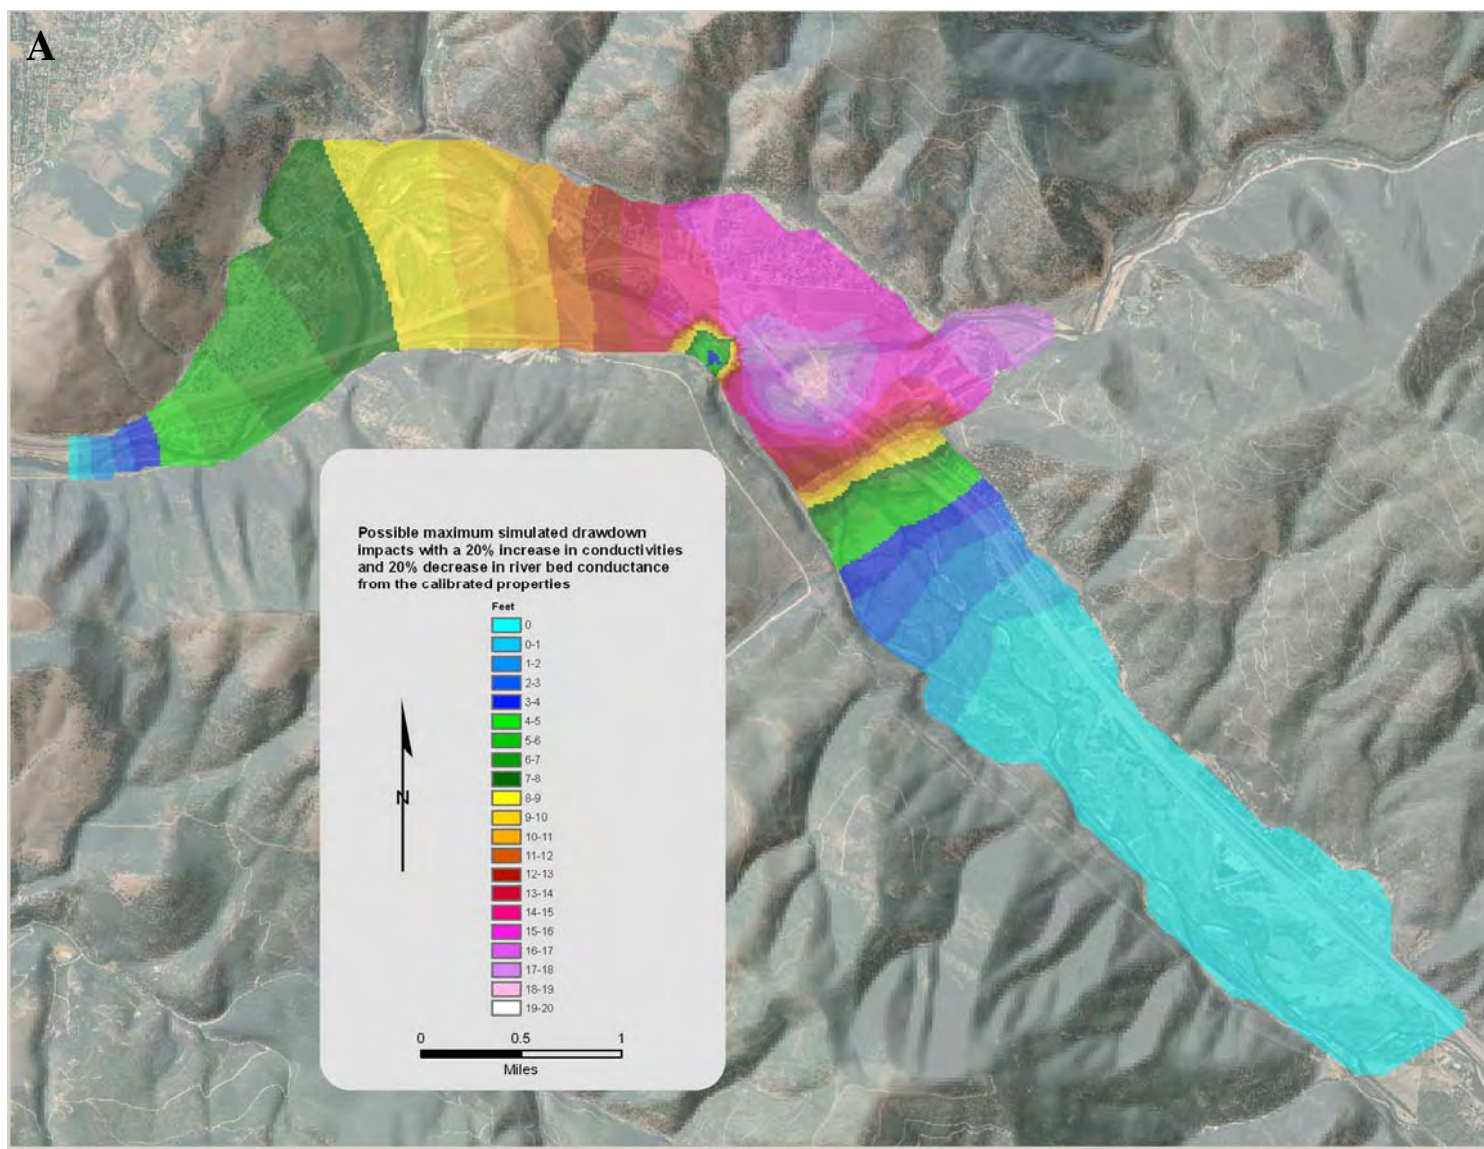 A
Possible maximum simulated drawdown
impacts with a 20% increase in conductivities
and 20% decrease in river bed conductance
from the calibrated properties
Feet
0
0-1
1-2
2-3
3-4
4-5
5-6
6-7
7-8
8-9
9-10
10-11
11-12
12-13
13-14
14-15
15-16
16-17
17-18
18-19
19-20
N
0 0.5 1
Miles